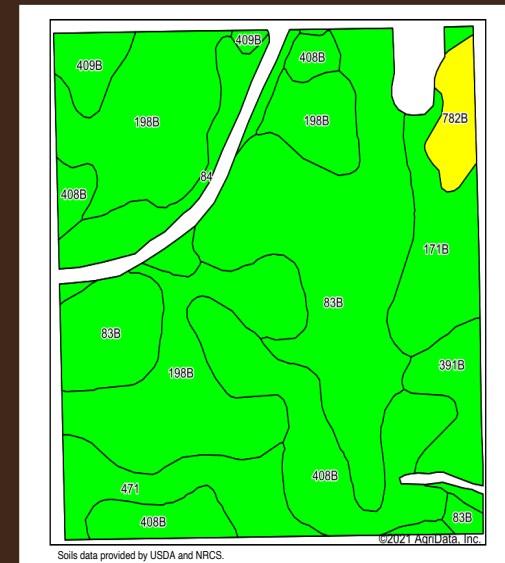 409B
409B
408B
198B
198B
782B
84
408B
171B
83B
83B
391B
198B
408B
471
83B
408B
©2021 AgriData, Inc.
Soils data provided by USDA and NRCS.